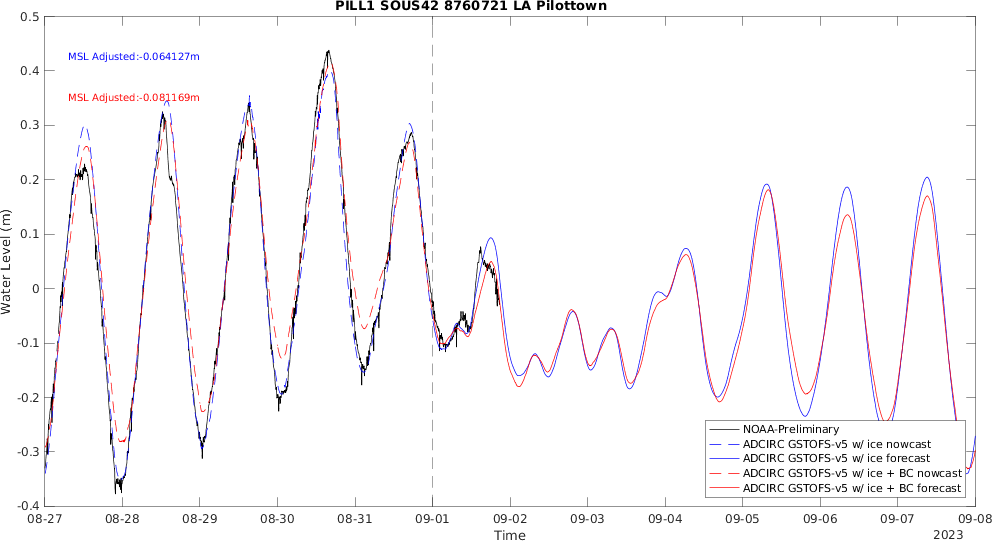 PILL1 SOUS42 8760721 LA Pilottown
0.5
0.4
0.3
0.2
0.1
0
-0.1
-0.2
-0.3
-0.4
Water Level (m)
MSL Adjusted:-0.064127m
MSL Adjusted:-0.081169m
NOAA-Preliminary
ADCIRC GSTOFS-v5 w/ ice nowcast
ADCIRC GSTOFS-v5 w/ ice forecast
ADCIRC GSTOFS-v5 w/ ice + BC nowcast
ADCIRC GSTOFS-v5 w/ ice + BC forecast
08-27 08-28 08-29 08-30 08-31 09-01 09-02 09-03 09-04 09-05 09-06 09-07 09-08
Time
2023